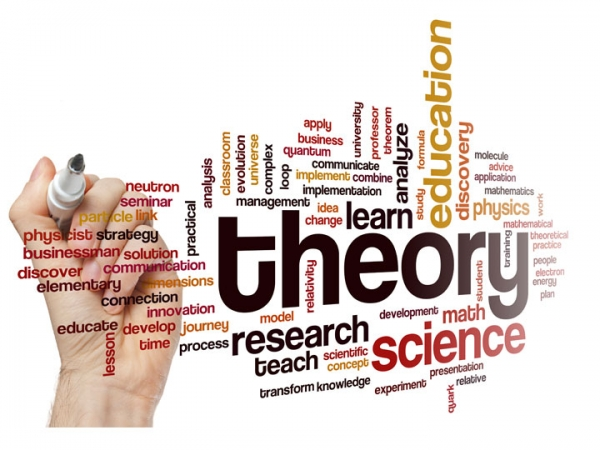 education
apply
university
professor
theorem
business
quantum
classroom
evolution
universe
complex
loop
communicate
analyze
formula
discovery
molecule
advice
application
analysis
implement
combine
implementation
mathematics
neutron
seminar
management
idea
change
learn
study
physics
work
particle
link
physicist
strategy
practical
theory
mathematical
theoretical
practice
training
businessman
solution
people
discover
communication
relativity
student
electron
energy
elementary
dimensions
plan
connection
innovation
model
development
math
educate
develop
journey
research
science
lesson
time
process
teach
scientific
concept
equation
transform
knowledge
experiment
relative
quark